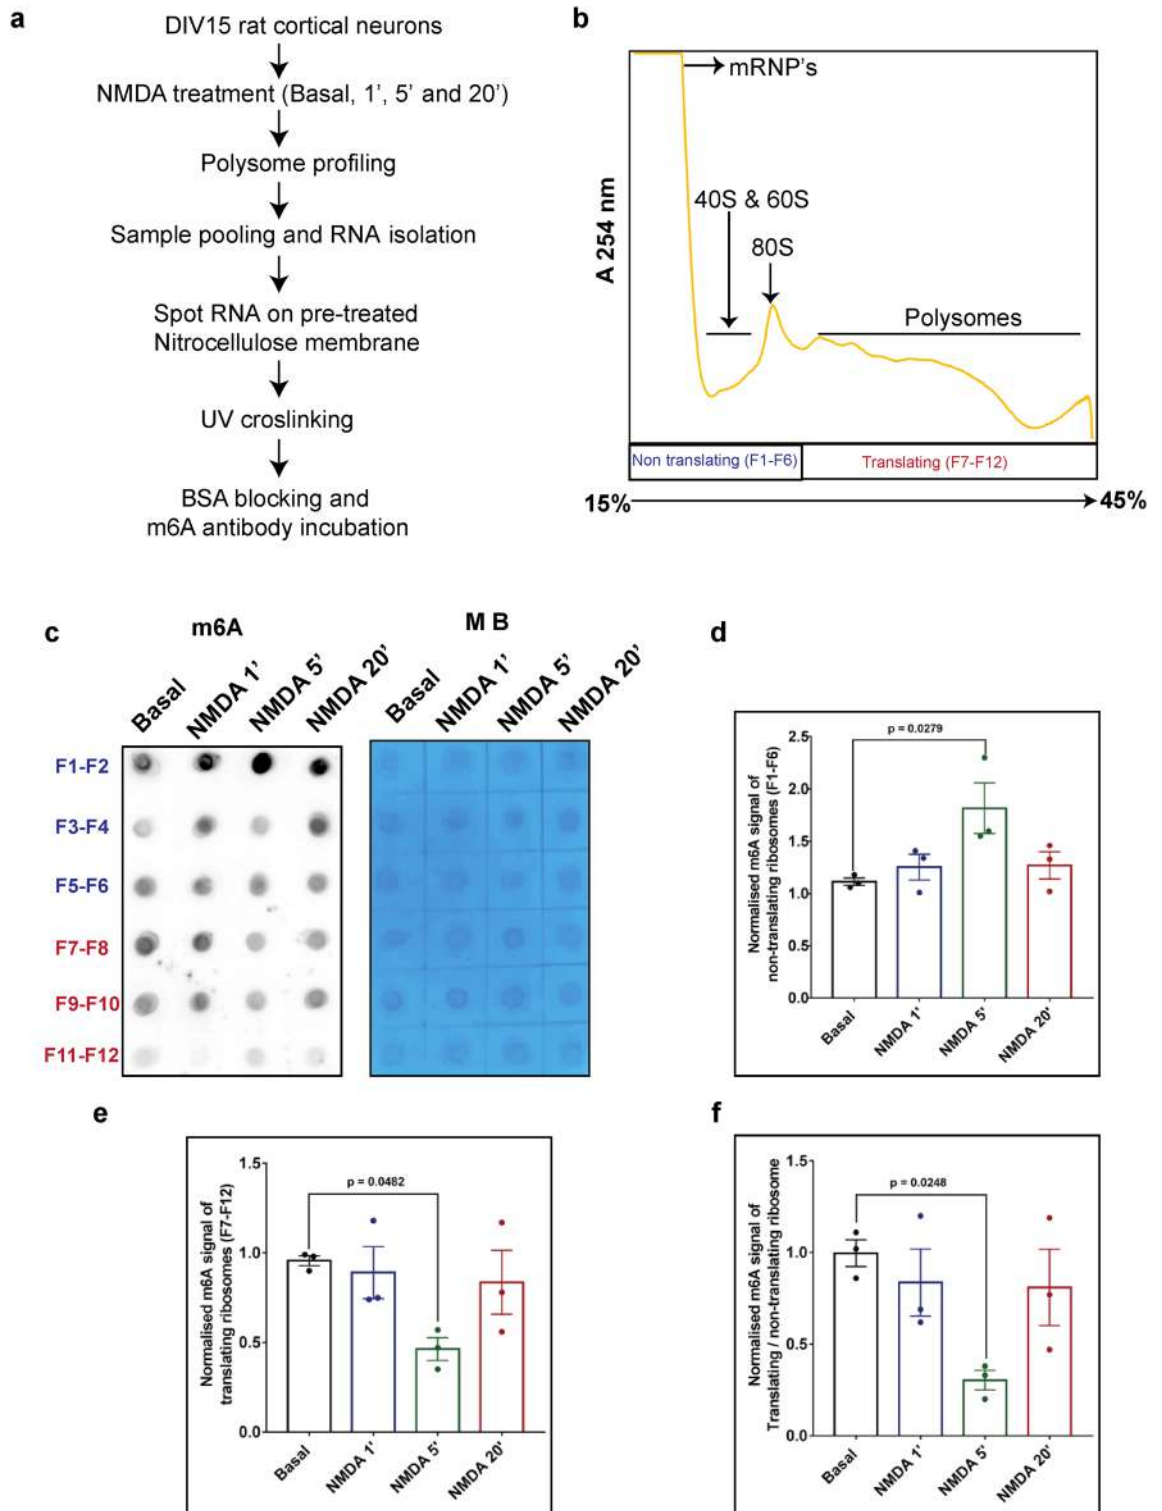 a
DIV15 rat cortical neurons
NMDA treatment (Basal, 1’, 5’ and 20’)
Polysome profiling
Sample pooling and RNA isolation
Spot RNA on pre-treated
Nitrocellulose membrane
UV croslinking
BSA blocking and
m6A antibody incubation
b
A 254 nm
mRNP's
40S & 60S
80S
Polysomes
Non translating (F1-F6)
Translating (F7-F12)
15%
45%
c
m6A
M B
Basal
NMDA 1’
NMDA 5’
NMDA 20’
Basal
NMDA 1’
NMDA 5’
NMDA 20’
F1-F2
F3-F4
F5-F6
F7-F8
F9-F10
F11-F12
d
Normalised m6A signal of
non-translating ribosomes (F1-F6)
2.5
2.0
1.5
1.0
0.5
0.0
p = 0.0279
Basal
NMDA 1'
NMDA 5'
NMDA 20'
e
Normalised m6A signal of
translating ribosomes (F7-F12)
1.5
1.0
0.5
0.0
p = 0.0482
Basal
NMDA 1'
NMDA 5'
NMDA 20'
f
Normalised m6A signal of
Translating / non-translating ribosome
1.5
1.0
0.5
0.0
p = 0.0248
Basal
NMDA 1'
NMDA 5'
NMDA 20'